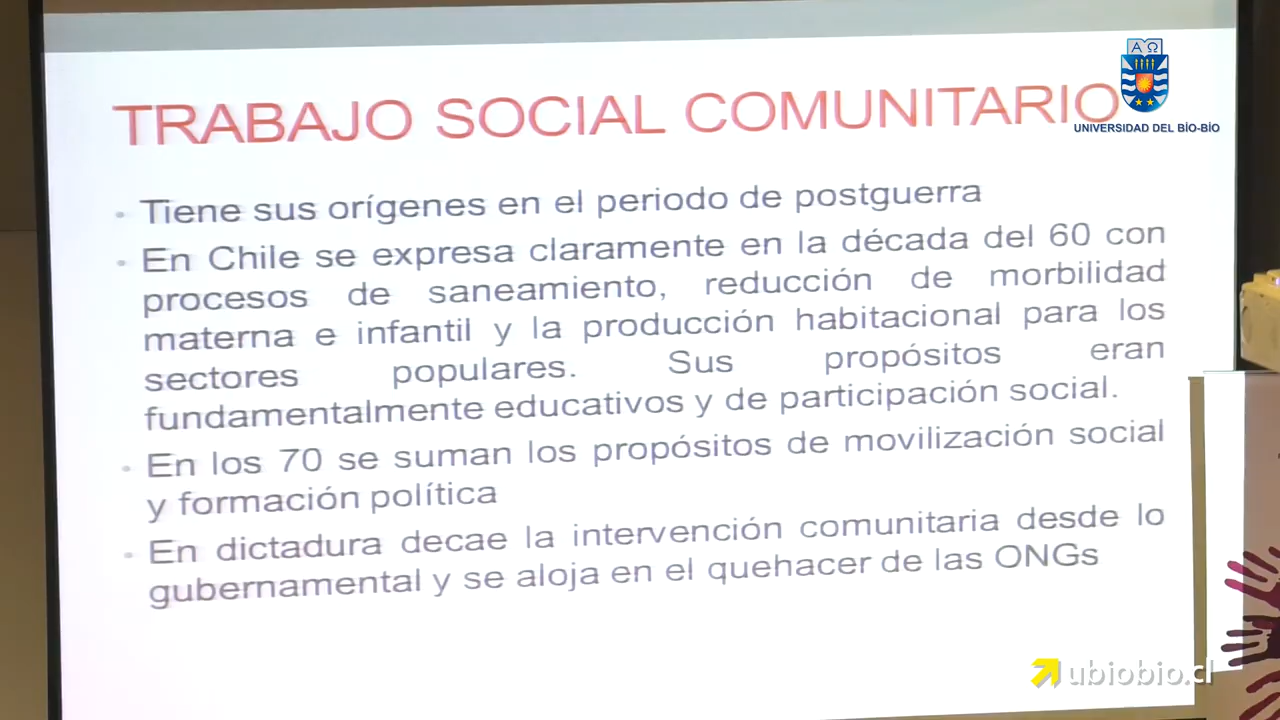 ΑΩ
TRABAJO SOCIAL COMUNITARIO
UNIVERSIDAD DEL BÍO-BÍO
• Tiene sus orígenes en el periodo de postguerra
• En Chile se expresa claramente en la década del 60 con
procesos de saneamiento, reducción de morbilidad
materna e infantil y la producción habitacional para los
sectores populares. Sus propósitos eran
fundamentalmente educativos y de participación social.
• En los 70 se suman los propósitos de movilización social
y formación política
• En dictadura decae la intervención comunitaria desde lo
gubernamental y se aloja en el quehacer de las ONGs
ubiobio.cl